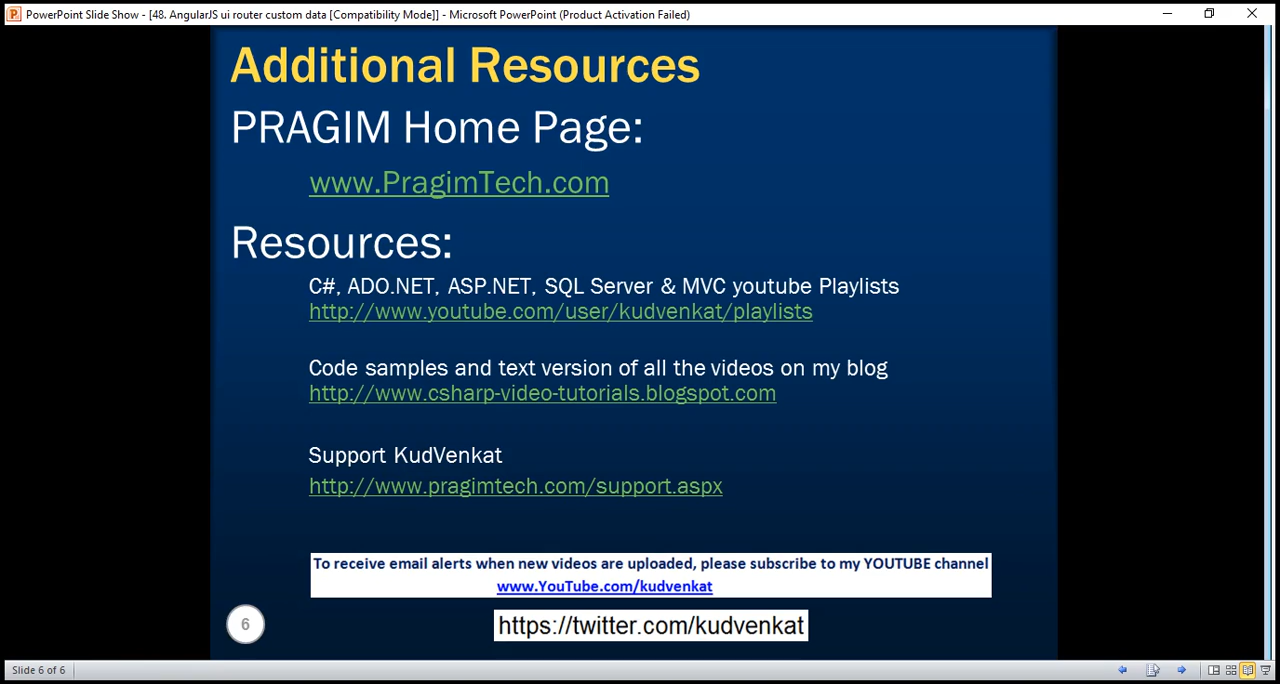 PowerPoint Slide Show - [48. AngularJS ui router custom data [Compatibility Mode]] - Microsoft PowerPoint (Product Activation Failed)
Additional Resources
PRAGIM Home Page:
www.PragimTech.com
Resources:
C#, ADO.NET, ASP.NET, SQL Server & MVC youtube Playlists
http://www.youtube.com/user/kudvenkat/playlists
Code samples and text version of all the videos on my blog
http://www.csharp-video-tutorials.blogspot.com
Support KudVenkat
http://www.pragimtech.com/support.aspx
To receive email alerts when new videos are uploaded, please subscribe to my YOUTUBE channel
www.YouTube.com/kudvenkat
6
https://twitter.com/kudvenkat
Slide 6 of 6